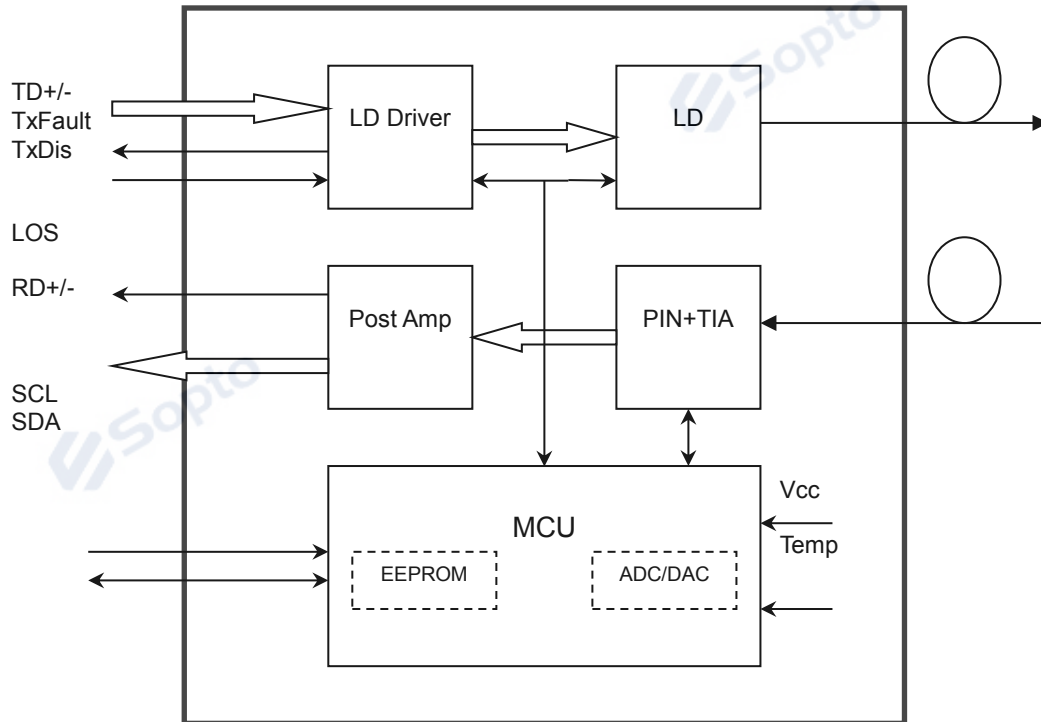 Sopto
TD+/-
TxFault
TxDis
LD Driver
LD
LOS
RD+/-
Post Amp
PIN+TIA
SCL
SDA
Sopto
Vcc
MCU
Temp
EEPROM
ADC/DAC